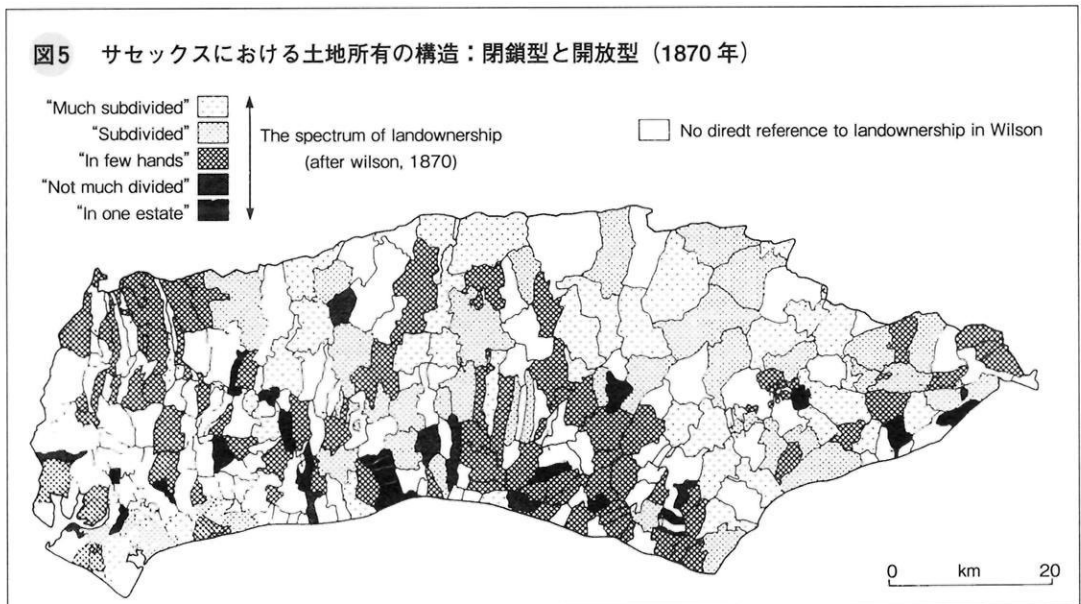 図5 サセックスにおける土地所有の構造：閉鎖型と開放型（1870 年）
"Much subdivided"
"Subdivided"
"In few hands"
"Not much divided"
"In one estate"
The spectrum of landownership
(after wilson, 1870)
No diredt reference to landownership in Wilson
0 km 20